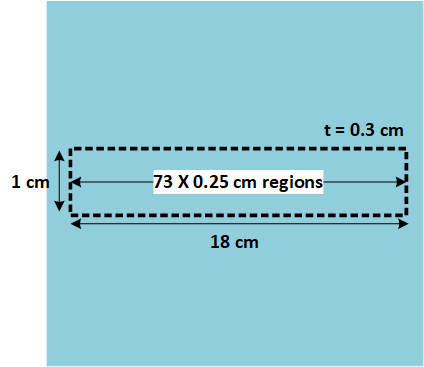 t = 0.3 cm
1 cm
73 X 0.25 cm regions
18 cm